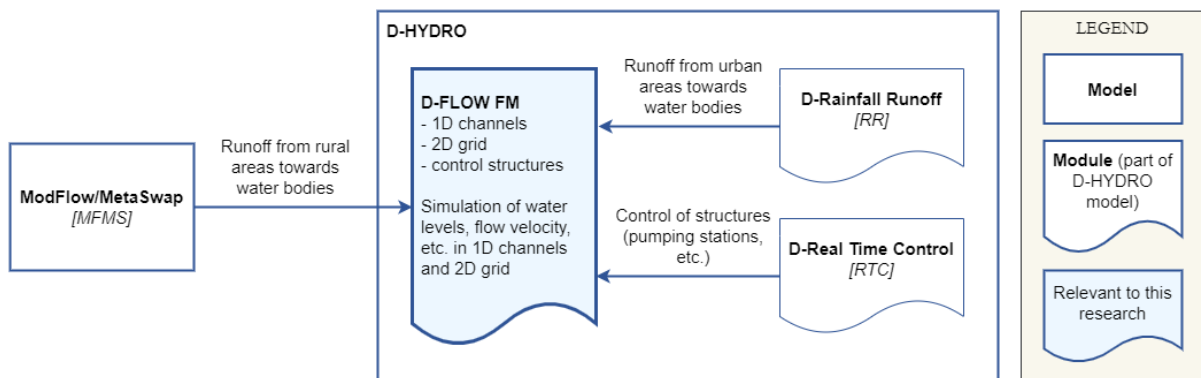 D-HYDRO
ModFlow/MetaSwap
[MFMS]
Runoff from rural
areas towards
water bodies
D-FLOW FM
- 1D channels
- 2D grid
- control structures
Simulation of water
levels, flow velocity,
etc. in 1D channels
and 2D grid
Runoff from urban
areas towards
water bodies
D-Rainfall Runoff
[RR]
Control of structures
(pumping stations,
etc.)
D-Real Time Control
[RTC]
LEGEND
Model
Module (part of
D-HYDRO
model)
Relevant to this
research